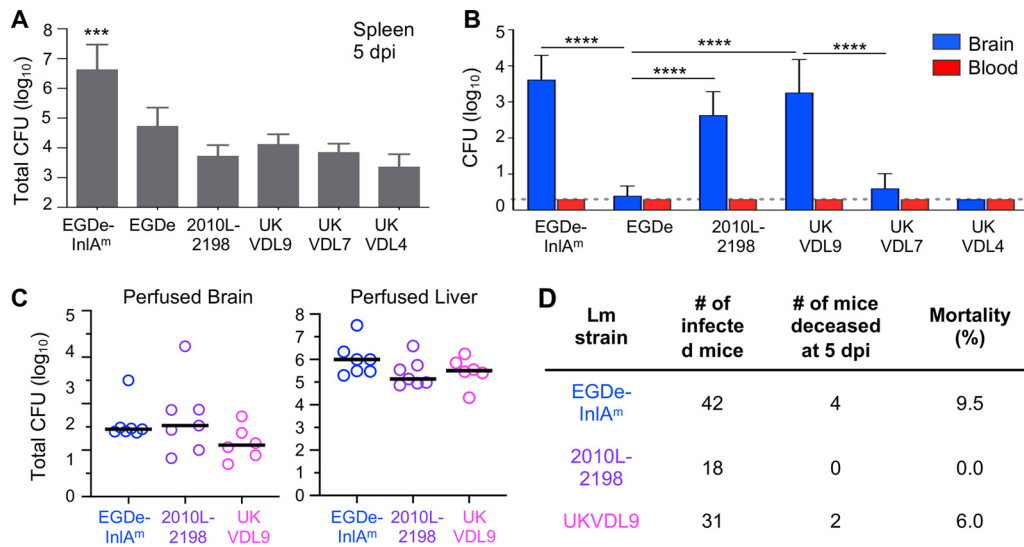 A
Spleen
5 dpi
***
Total CFU (log10)
8
7
6
5
4
3
2
EGDe-
InlAm
EGDe
2010L-
2198
UK
VDL9
UK
VDL7
UK
VDL4
B
Brain
Blood
****
****
****
****
CFU (log10)
5
4
3
2
1
0
EGDe-
InlAm
EGDe
2010L-
2198
UK
VDL9
UK
VDL7
UK
VDL4
C
Perfused Brain
Total CFU (log10)
5
4
3
2
1
0
EGDe-
InlAm
2010L-
2198
UK
VDL9
Perfused Liver
8
7
6
5
4
3
2
1
0
EGDe-
InlAm
2010L-
2198
UK
VDL9
D
Lm
strain
# of
infecte
d mice
# of mice
deceased
at 5 dpi
Mortality
(%)
EGDe-
InlAm
42
4
9.5
2010L-
2198
18
0
0.0
UKVDL9
31
2
6.0